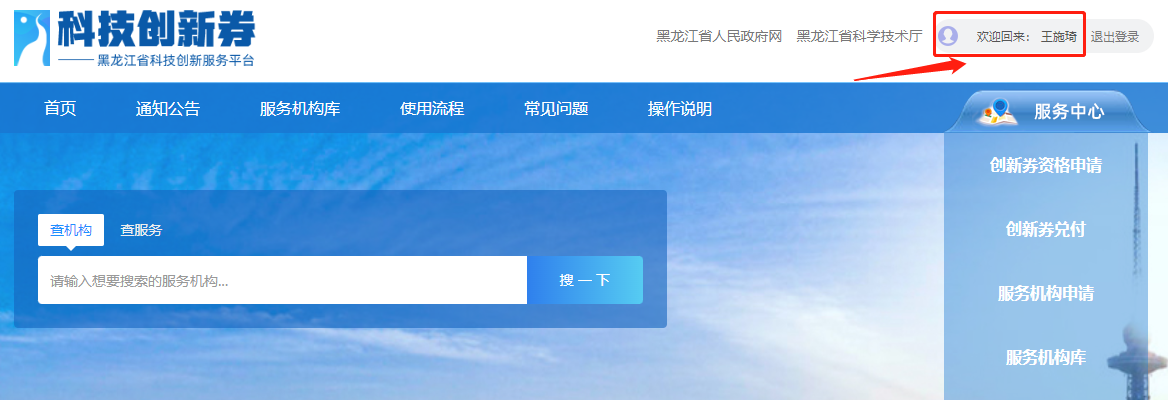 科技创新券
黑龙江省科技创新服务平台
黑龙江省人民政府网 黑龙江省科学技术厅 欢迎回来： 王施琦 退出登录
首页 通知公告 服务机构库 使用流程 常见问题 操作说明 服务中心
创新券资格申请
查机构 查服务
创新券兑付
请输入想要搜索的服务机构... 搜 一 下
服务机构申请
服务机构库